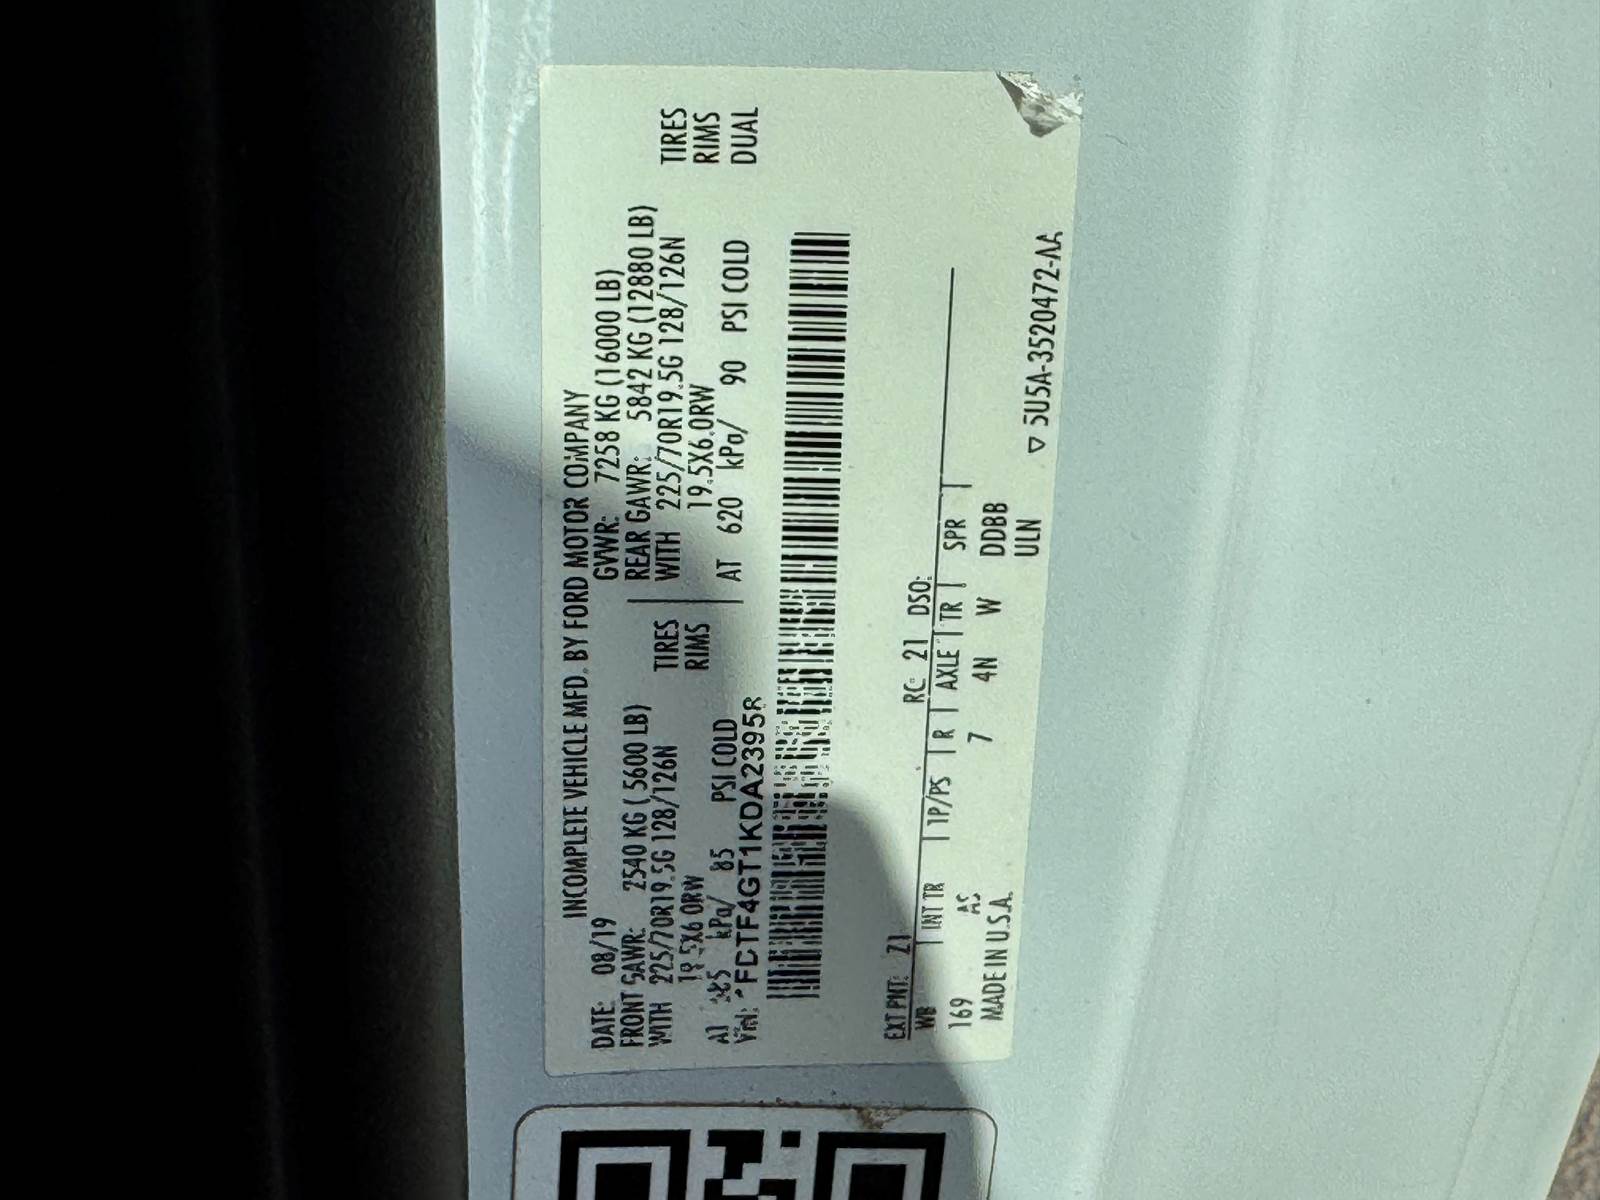 INCOMPLETE VEHICLE MFD. BY FORD MOTOR COMPANY
DATE: 08/19 GVWR: 7258 KG (16000 LB)
FRONT GAWR: 2540 KG (5600 LB) REAR GAWR: 5842 KG (12880 LB)
WITH 225/70R19.5G 128/126N TIRES WITH 225/70R19.5G 128/126N TIRES
19.5X6.0RW RIMS 19.5X6.0RW RIMS
AT kPa/ 85 PSI COLD AT 620 kPa/ 90 PSI COLD DUAL
VIN:
EXT PNT: Z1 RC: 21 DSO:
WB INT TR TP/PS R AXLE TR SPR
169 AS 7 4N W DDBB
MADE IN U.S.A. ULN
▽ 5U5A-3520472-AA